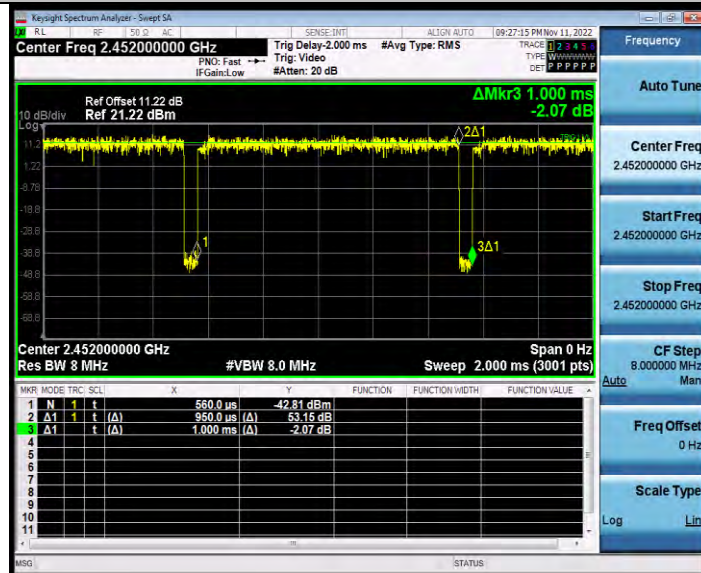 Keysight Spectrum Analyzer - Swept SA
LXI RL RF 50 Ω AC SENSE:INT ALIGN AUTO 09:27:15 PM Nov 11, 2022
Center Freq 2.452000000 GHz
PNO: Fast
IFGain:Low
Trig Delay-2.000 ms
Trig: Video
#Atten: 20 dB
#Avg Type: RMS
TRACE 1 2 3 4 5 6
TYPE WWWWWW
DET P P P P P P
Ref Offset 11.22 dB
10 dB/div Ref 21.22 dBm
Log
ΔMkr3 1.000 ms
-2.07 dB
11.2
1.22
-8.78
-18.8
-28.8
-38.8
-48.8
-58.8
-68.8
2Δ1
1
3Δ1
Center 2.452000000 GHz Span 0 Hz
Res BW 8 MHz #VBW 8.0 MHz Sweep 2.000 ms (3001 pts)
MKR MODE TRC SCL X Y FUNCTION FUNCTION WIDTH FUNCTION VALUE
1 N 1 t 560.0 µs -42.81 dBm
2 Δ1 1 t (Δ) 950.0 µs (Δ) 53.15 dB
3 Δ1 t (Δ) 1.000 ms (Δ) -2.07 dB
4
5
6
7
8
9
10
11
MSG STATUS
Frequency
Auto Tune
Center Freq
2.452000000 GHz
Start Freq
2.452000000 GHz
Stop Freq
2.452000000 GHz
CF Step
8.000000 MHz
Auto Man
Freq Offset
0 Hz
Scale Type
Log Lin